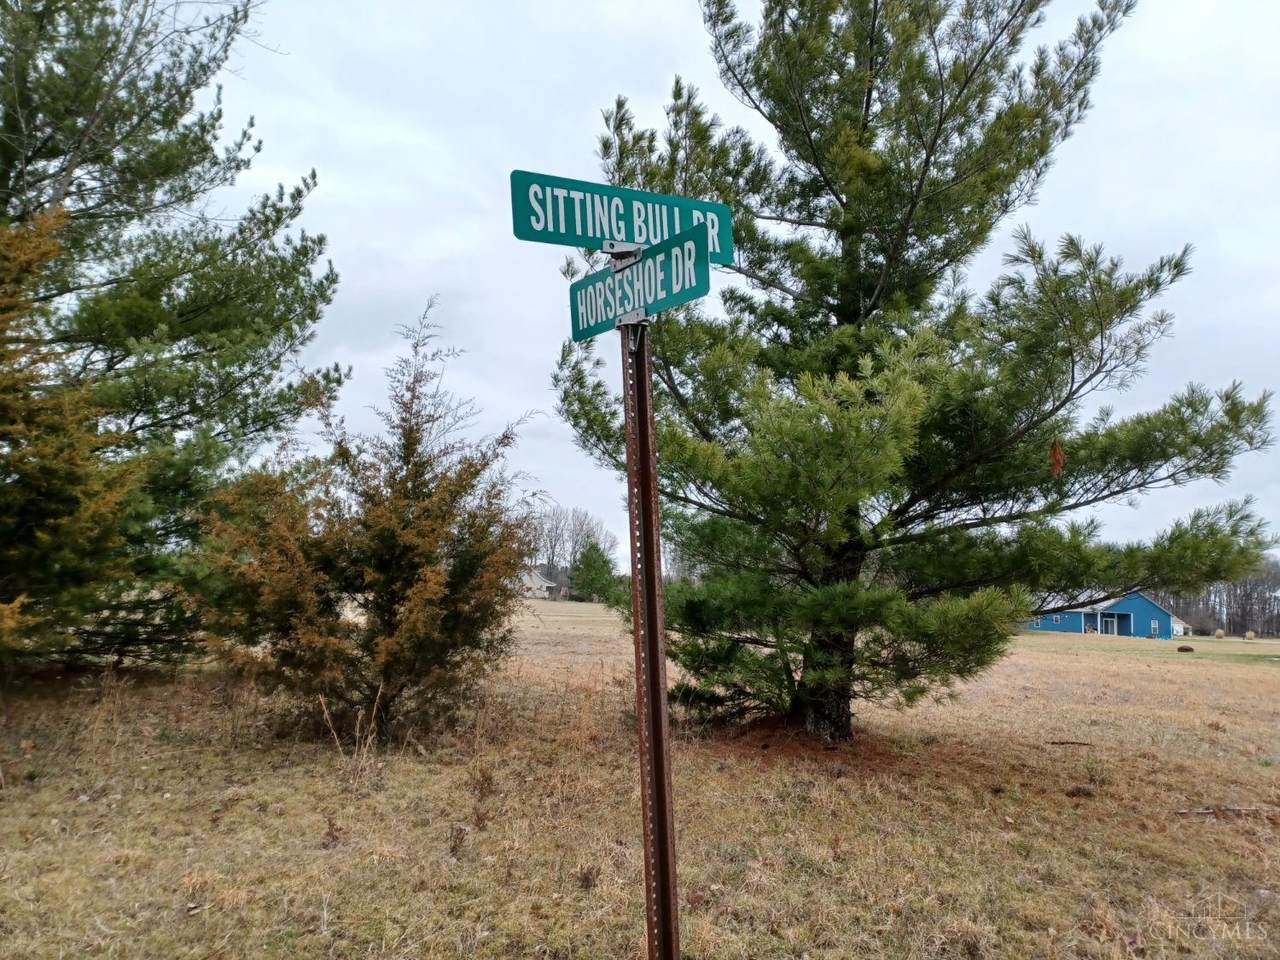 SITTING BULL DR
HORSESHOE DR
CINCYMLS